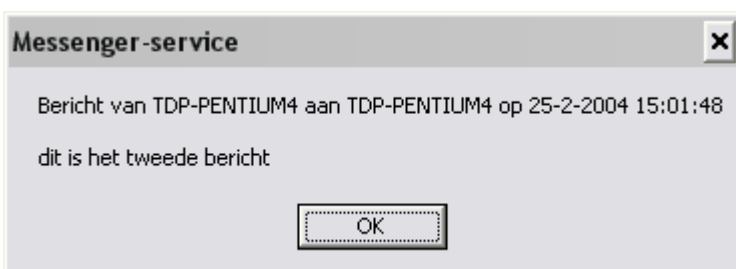 Messenger-service
Bericht van TDP-PENTIUM4 aan TDP-PENTIUM4 op 25-2-2004 15:01:48
dit is het tweede bericht
OK